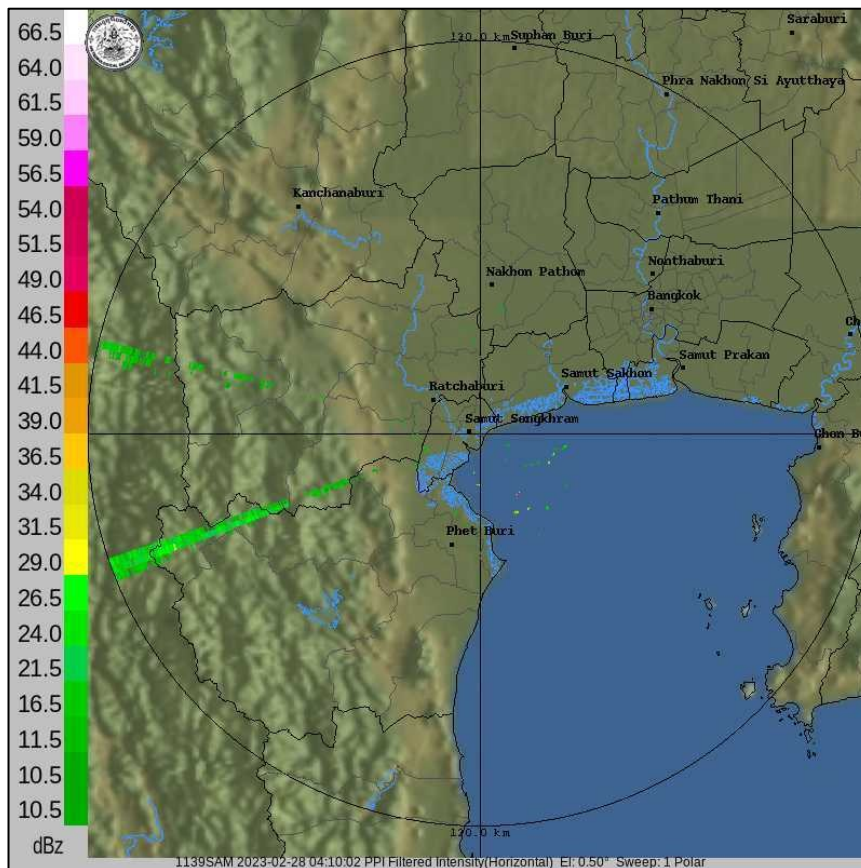 66.5
64.0
61.5
59.0
56.5
54.0
51.5
49.0
46.5
44.0
41.5
39.0
36.5
34.0
31.5
29.0
26.5
24.0
21.5
16.5
11.5
10.5
10.5
dBz
120.0 km
Suphan Buri
Saraburi
Phra Nakhon Si Ayutthaya
Kanchanaburi
Pathum Thani
Nakhon Pathom
Nonthaburi
Bangkok
Ch
Samut Prakan
Samut Sakhon
Ratchaburi
Samut Songkhram
Chon Bu
Phet Buri
120.0 km
1139SAM 2023-02-28 04:10:02 PPI Filtered Intensity(Horizontal) El: 0.50° Sweep: 1 Polar